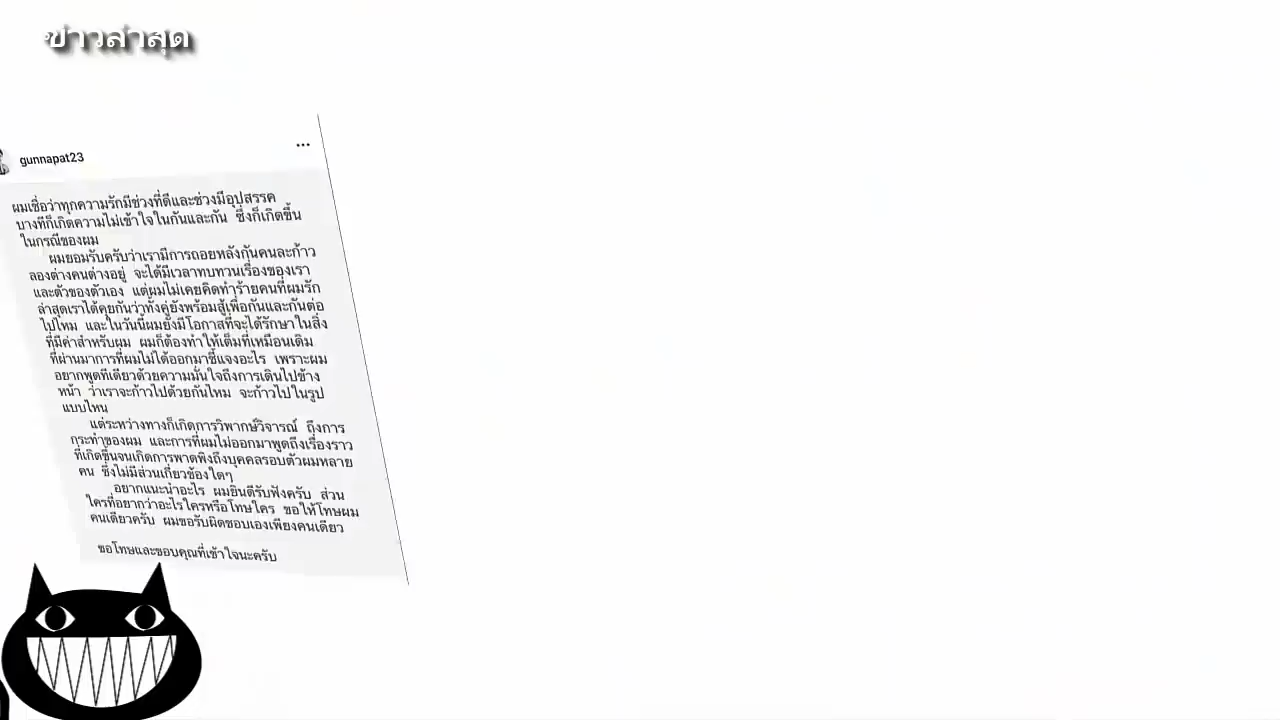 ข่าวล่าสุด
gunnapat23
ผมเชื่อว่าทุกความรักมีช่วงที่ดีและช่วงมีอุปสรรค
บางทีก็เกิดความไม่เข้าใจในกันและกัน ซึ่งก็เกิดขึ้น
ในกรณีของผม
ผมยอมรับครับว่าเรามีการถอยหลังกันคนละก้าว
ลองต่างคนต่างอยู่ จะได้มีเวลาทบทวนเรื่องของเรา
และตัวของตัวเอง แต่ผมไม่เคยคิดทำร้ายคนที่ผมรัก
ล่าสุดเราได้คุยกันว่าทั้งคู่ยังพร้อมสู้เพื่อกันและกันต่อ
ไปไหม และในวันนี้ผมยังมีโอกาสที่จะได้รักษาในสิ่ง
ที่มีค่าสำหรับผม ผมก็ต้องทำให้เต็มที่เหมือนเดิม
ที่ผ่านมาการที่ผมไม่ได้ออกมาชี้แจงอะไร เพราะผม
อยากพูดทีเดียวด้วยความมั่นใจถึงการเดินไปข้าง
หน้า ว่าเราจะก้าวไปด้วยกันไหม จะก้าวไปในรูป
แบบไหน
แต่ระหว่างทางก็เกิดการวิพากษ์วิจารณ์ ถึงการ
กระทำของผม และการที่ผมไม่ออกมาพูดถึงเรื่องราว
ที่เกิดขึ้นจนเกิดการพาดพิงถึงบุคคลรอบตัวผมหลาย
คน ซึ่งไม่มีส่วนเกี่ยวข้องใดๆ
อยากแนะนำอะไร ผมยินดีรับฟังครับ ส่วน
ใครที่อยากว่าอะไรใครหรือโทษใคร ขอให้โทษผม
คนเดียวครับ ผมขอรับผิดชอบเองเพียงคนเดียว
ขอโทษและขอบคุณที่เข้าใจนะครับ